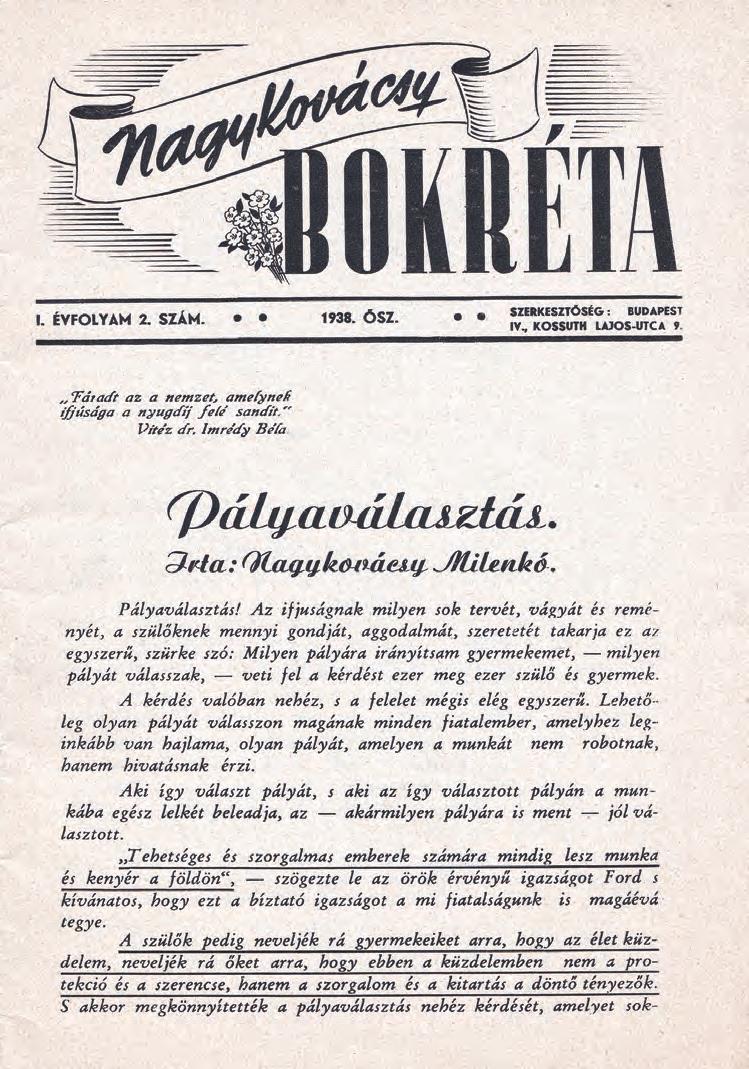 NagyKovácsy
BOKRÉTA
I. ÉVFOLYAM 2. SZÁM. • • 1938. ŐSZ. • • SZERKESZTŐSÉG: BUDAPEST
IV., KOSSUTH LAJOS-UTCA 9.
„Fáradt az a nemzet, amelynek
ifjúsága a nyugdíj felé sandít."
Vitéz dr. Imrédy Béla
Pályaválasztás.
Irta: Nagykovácsy Milenkó.
Pályaválasztás! Az ifjuságnak milyen sok tervét, vágyát és remé-
nyét, a szülőknek mennyi gondját, aggodalmát, szeretetét takarja ez az
egyszerű, szürke szó: Milyen pályára irányítsam gyermekemet, — milyen
pályát válasszak, — veti fel a kérdést ezer meg ezer szülő és gyermek.
A kérdés valóban nehéz, s a felelet mégis elég egyszerű. Lehető-
leg olyan pályát válasszon magának minden fiatalember, amelyhez leg-
inkább van hajlama, olyan pályát, amelyen a munkát nem robotnak,
hanem hivatásnak érzi.
Aki így választ pályát, s aki az így választott pályán a mun-
kába egész lelkét beleadja, az — akármilyen pályára is ment — jól vá-
lasztott.
„Tehetséges és szorgalmas emberek számára mindig lesz munka
és kenyér a földön“, — szögezte le az örök érvényű igazságot Ford s
kívánatos, hogy ezt a bíztató igazságot a mi fiatalságunk is magáévá
tegye.
A szülők pedig neveljék rá gyermekeiket arra, hogy az élet küz-
delem, neveljék rá őket arra, hogy ebben a küzdelemben nem a pro-
tekció és a szerencse, hanem a szorgalom és a kitartás a döntő tényezők.
S akkor megkönnyítették a pályaválasztás nehéz kérdését, amelyet sok-